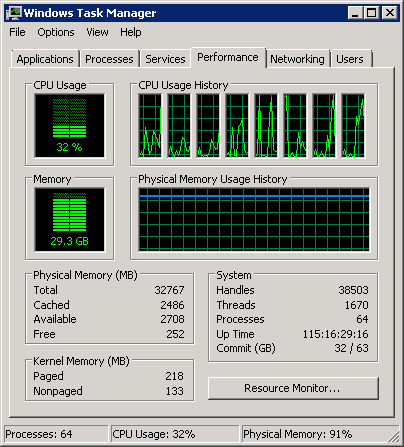 Windows Task Manager
File Options View Help
Applications Processes Services Performance Networking Users
CPU Usage
32 %
CPU Usage History
Memory
29.3 GB
Physical Memory Usage History
Physical Memory (MB)
Total 32767
Cached 2486
Available 2708
Free 252
Kernel Memory (MB)
Paged 218
Nonpaged 133
System
Handles 38503
Threads 1670
Processes 64
Up Time 115:16:29:16
Commit (GB) 32 / 63
Resource Monitor...
Processes: 64 CPU Usage: 32% Physical Memory: 91%